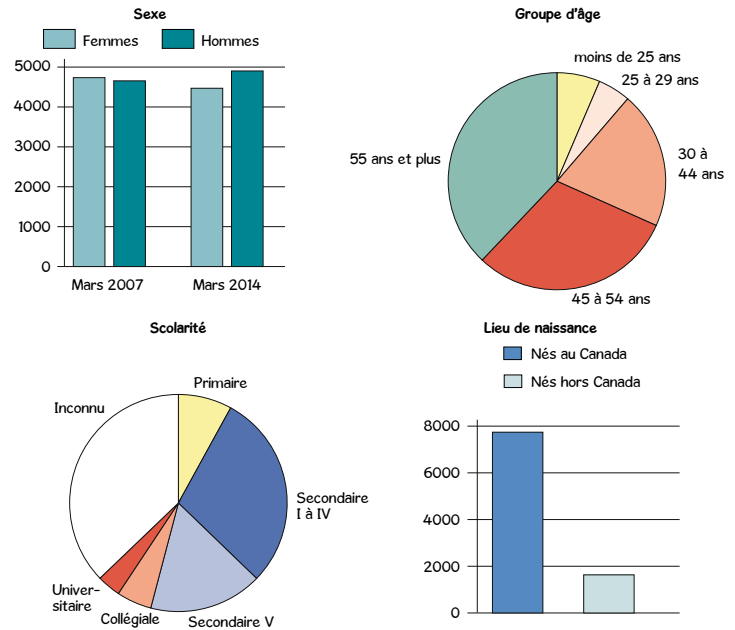 Sexe
Femmes
Hommes
5000
4000
3000
2000
1000
0
Mars 2007
Mars 2014
Groupe d'âge
moins de 25 ans
25 à 29 ans
30 à
44 ans
45 à 54 ans
55 ans et plus
Scolarité
Primaire
Secondaire
I à IV
Secondaire V
Collégiale
Univer-
sitaire
Inconnu
Lieu de naissance
Nés au Canada
Nés hors Canada
8000
6000
4000
2000
0